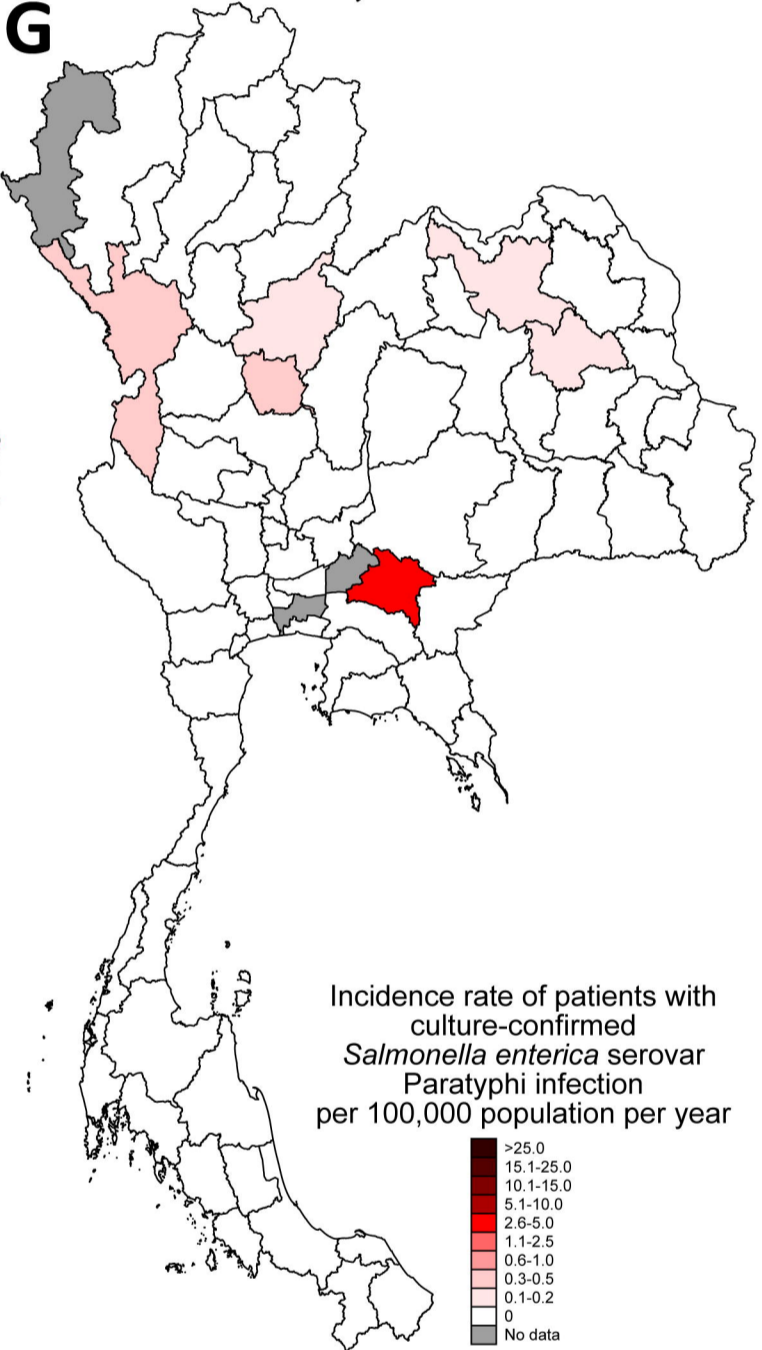 G
Incidence rate of patients with
culture-confirmed
Salmonella enterica serovar
Paratyphi infection
per 100,000 population per year
>25.0
15.1-25.0
10.1-15.0
5.1-10.0
2.6-5.0
1.1-2.5
0.6-1.0
0.3-0.5
0.1-0.2
0
No data